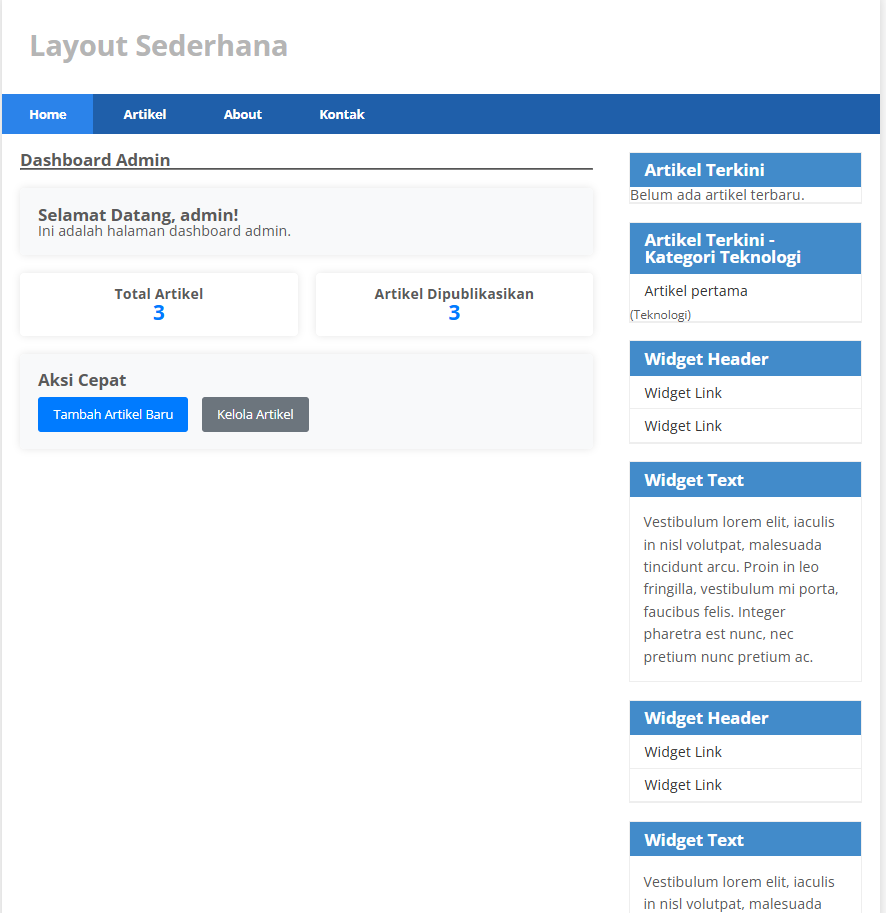 Layout Sederhana
Home Artikel About Kontak
Dashboard Admin
Selamat Datang, admin!
Ini adalah halaman dashboard admin.
Total Artikel
3
Artikel Dipublikasikan
3
Aksi Cepat
Tambah Artikel Baru Kelola Artikel
Artikel Terkini
Belum ada artikel terbaru.
Artikel Terkini -
Kategori Teknologi
Artikel pertama
(Teknologi)
Widget Header
Widget Link
Widget Link
Widget Text
Vestibulum lorem elit, iaculis
in nisl volutpat, malesuada
tincidunt arcu. Proin in leo
fringilla, vestibulum mi porta,
faucibus felis. Integer
pharetra est nunc, nec
pretium nunc pretium ac.
Widget Header
Widget Link
Widget Link
Widget Text
Vestibulum lorem elit, iaculis
in nisl volutpat, malesuada